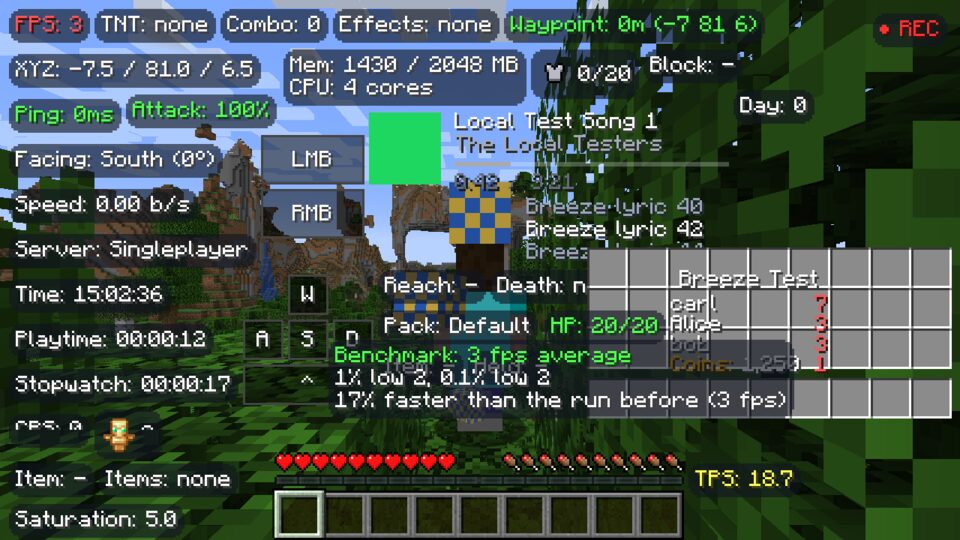 FPS: 3 TNT: none Combo: 0 Effects: none Waypoint: 0m (-7 81 6)
REC
XYZ: -7.5 / 81.0 / 6.5
Mem: 1430 / 2048 MB
CPU: 4 cores
0/20
Block: -
Ping: 0ms
Attack: 100%
Day: 0
Local Test Song 1
The Local Testers
0:42 3:21
Facing: South (0°)
LMB
Speed: 0.00 b/s
RMB
Breeze lyric 40
Breeze lyric 42
Breeze
Server: Singleplayer
Breeze Test
Time: 15:02:36
W
Reach: - Death: n
carl 7
Alice 3
bob 3
Coins: 1,250 1
Playtime: 00:00:12
A S D
Pack: Default HP: 20/20
Benchmark: 3 fps average
1% low 2, 0.1% low 2
17% faster than the run before (3 fps)
Stopwatch: 00:00:17
^
CPS: 0
Item: - Items: none
TPS: 18.7
Saturation: 5.0